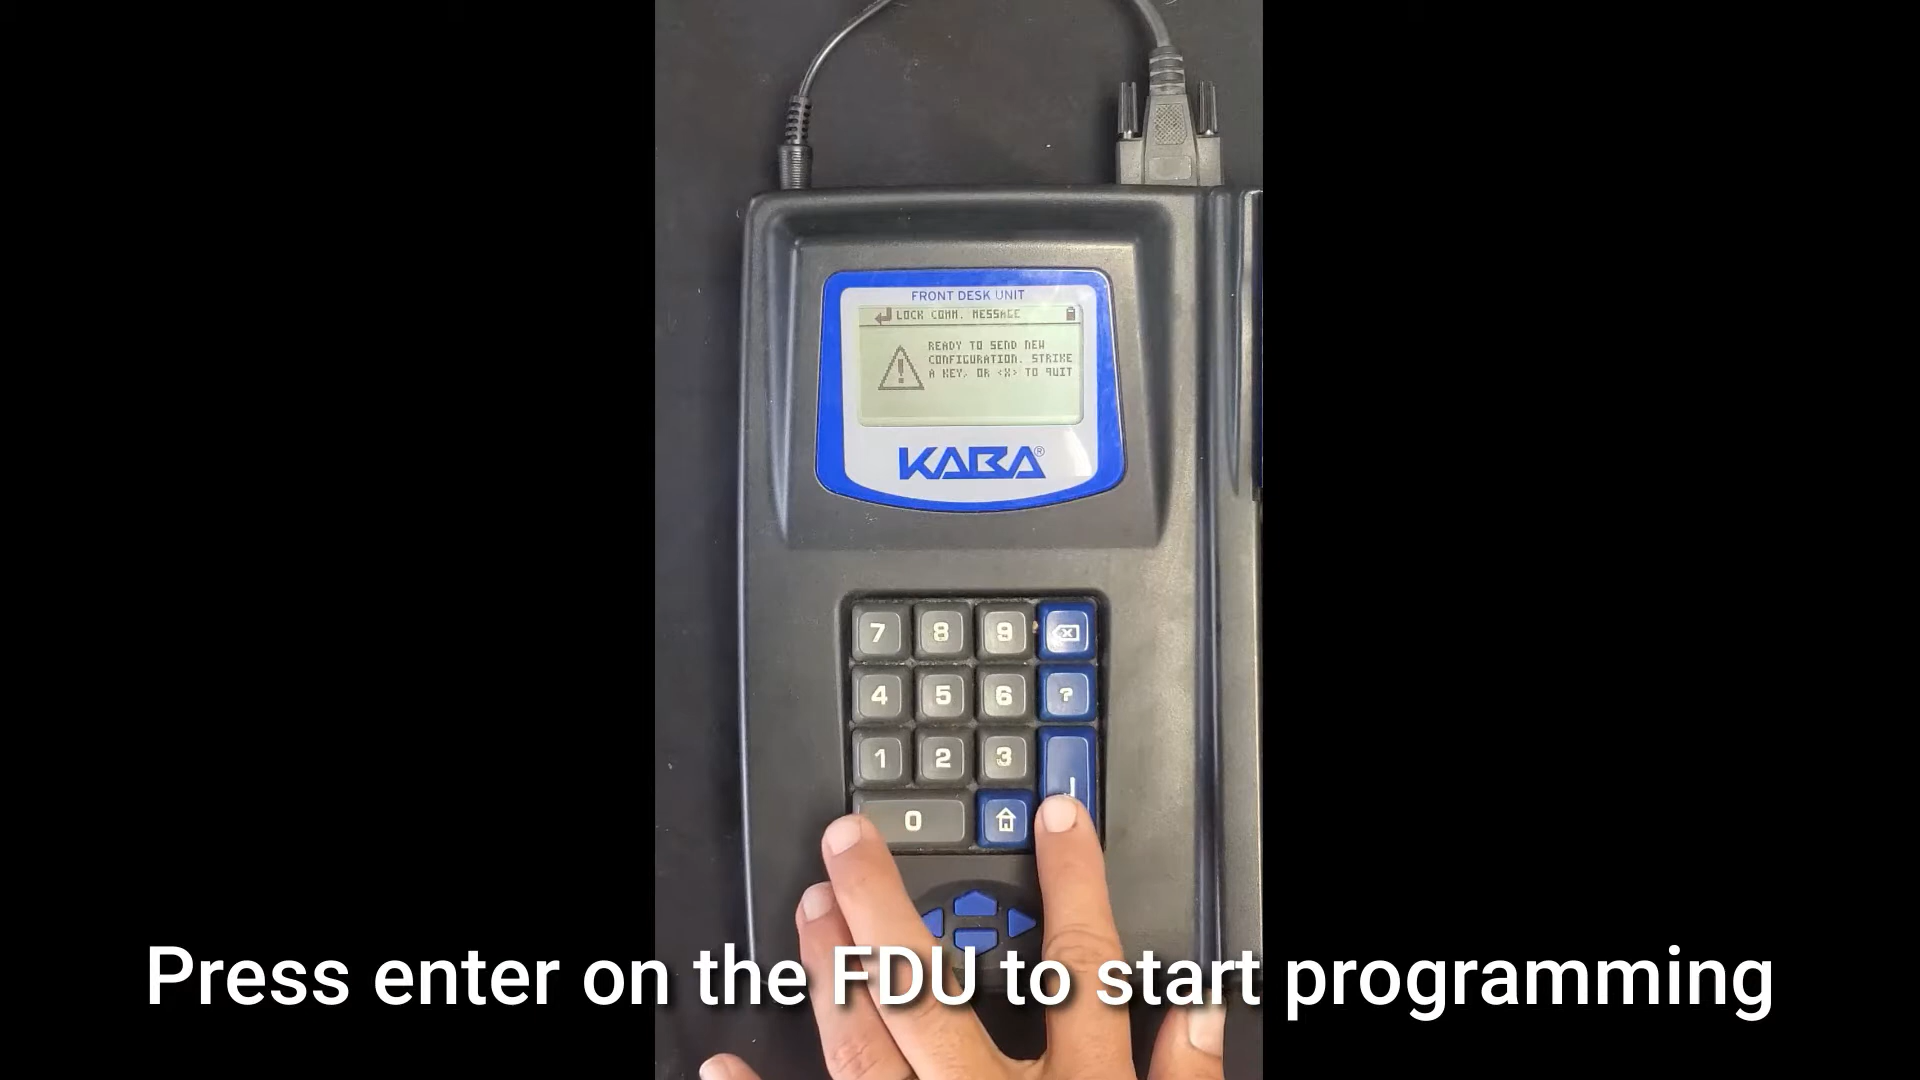 FRONT DESK UNIT
LOCK COMM. MESSAGE
READY TO SEND NEW
CONFIGURATION. STRIKE
A KEY, OR <X> TO QUIT
KABA®
7 8 9 X
4 5 6 ?
1 2 3
0
Press enter on the FDU to start programming